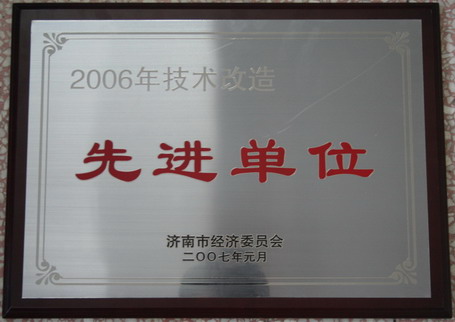 2006年技术改造
先进单位
济南市经济委员会
二〇〇七年元月